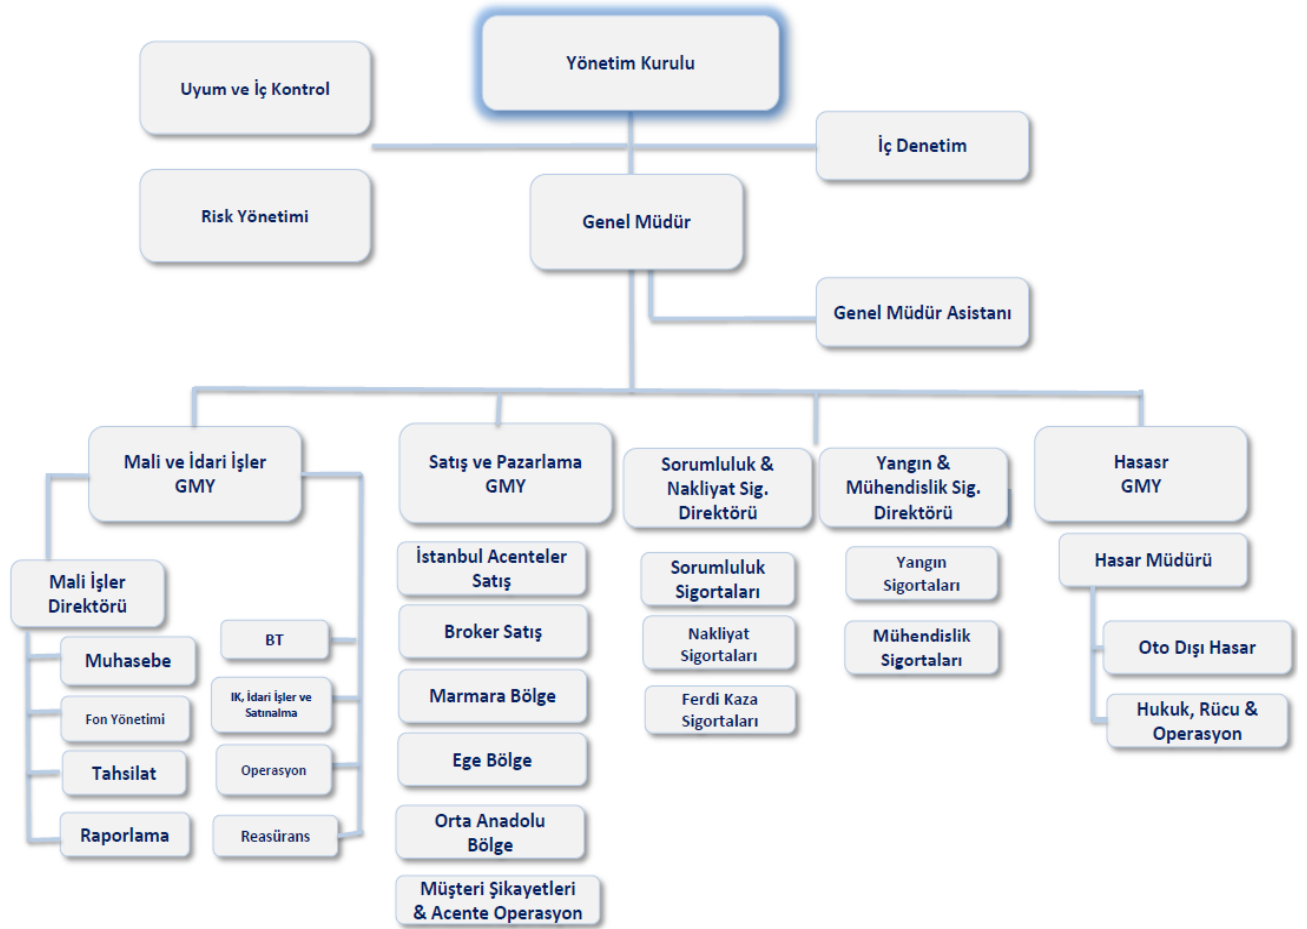 Yönetim Kurulu
Uyum ve İç Kontrol
İç Denetim
Risk Yönetimi
Genel Müdür
Genel Müdür Asistanı
Mali ve İdari İşler
GMY
Satış ve Pazarlama
GMY
Sorumluluk &
Nakliyat Sig.
Direktörü
Yangın &
Mühendislik Sig.
Direktörü
Hasasr
GMY
Mali İşler
Direktörü
Muhasebe
Fon Yönetimi
Tahsilat
Raporlama
BT
IK, İdari İşler ve
Satınalma
Operasyon
Reasürans
İstanbul Acenteler
Satış
Broker Satış
Marmara Bölge
Ege Bölge
Orta Anadolu
Bölge
Müşteri Şikayetleri
& Acente Operasyon
Sorumluluk
Sigortaları
Nakliyat
Sigortaları
Ferdi Kaza
Sigortaları
Yangın
Sigortaları
Mühendislik
Sigortaları
Hasar Müdürü
Oto Dışı Hasar
Hukuk, Rücu &
Operasyon